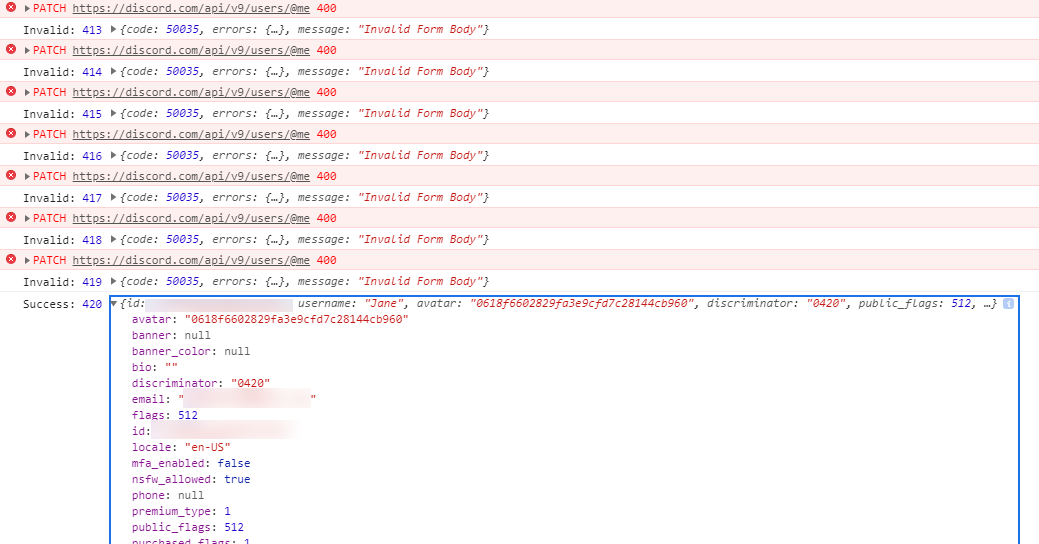 PATCH https://discord.com/api/v9/users/@me 400
Invalid: 413 {code: 50035, errors: {…}, message: "Invalid Form Body"}
PATCH https://discord.com/api/v9/users/@me 400
Invalid: 414 {code: 50035, errors: {…}, message: "Invalid Form Body"}
PATCH https://discord.com/api/v9/users/@me 400
Invalid: 415 {code: 50035, errors: {…}, message: "Invalid Form Body"}
PATCH https://discord.com/api/v9/users/@me 400
Invalid: 416 {code: 50035, errors: {…}, message: "Invalid Form Body"}
PATCH https://discord.com/api/v9/users/@me 400
Invalid: 417 {code: 50035, errors: {…}, message: "Invalid Form Body"}
PATCH https://discord.com/api/v9/users/@me 400
Invalid: 418 {code: 50035, errors: {…}, message: "Invalid Form Body"}
PATCH https://discord.com/api/v9/users/@me 400
Invalid: 419 {code: 50035, errors: {…}, message: "Invalid Form Body"}
Success: 420 {id: username: "Jane", avatar: "0618f6602829fa3e9cfd7c28144cb960", discriminator: "0420", public_flags: 512, …} i
avatar: "0618f6602829fa3e9cfd7c28144cb960"
banner: null
banner_color: null
bio: ""
discriminator: "0420"
email: " "
flags: 512
id:
locale: "en-US"
mfa_enabled: false
nsfw_allowed: true
phone: null
premium_type: 1
public_flags: 512
purchased_flags: 1